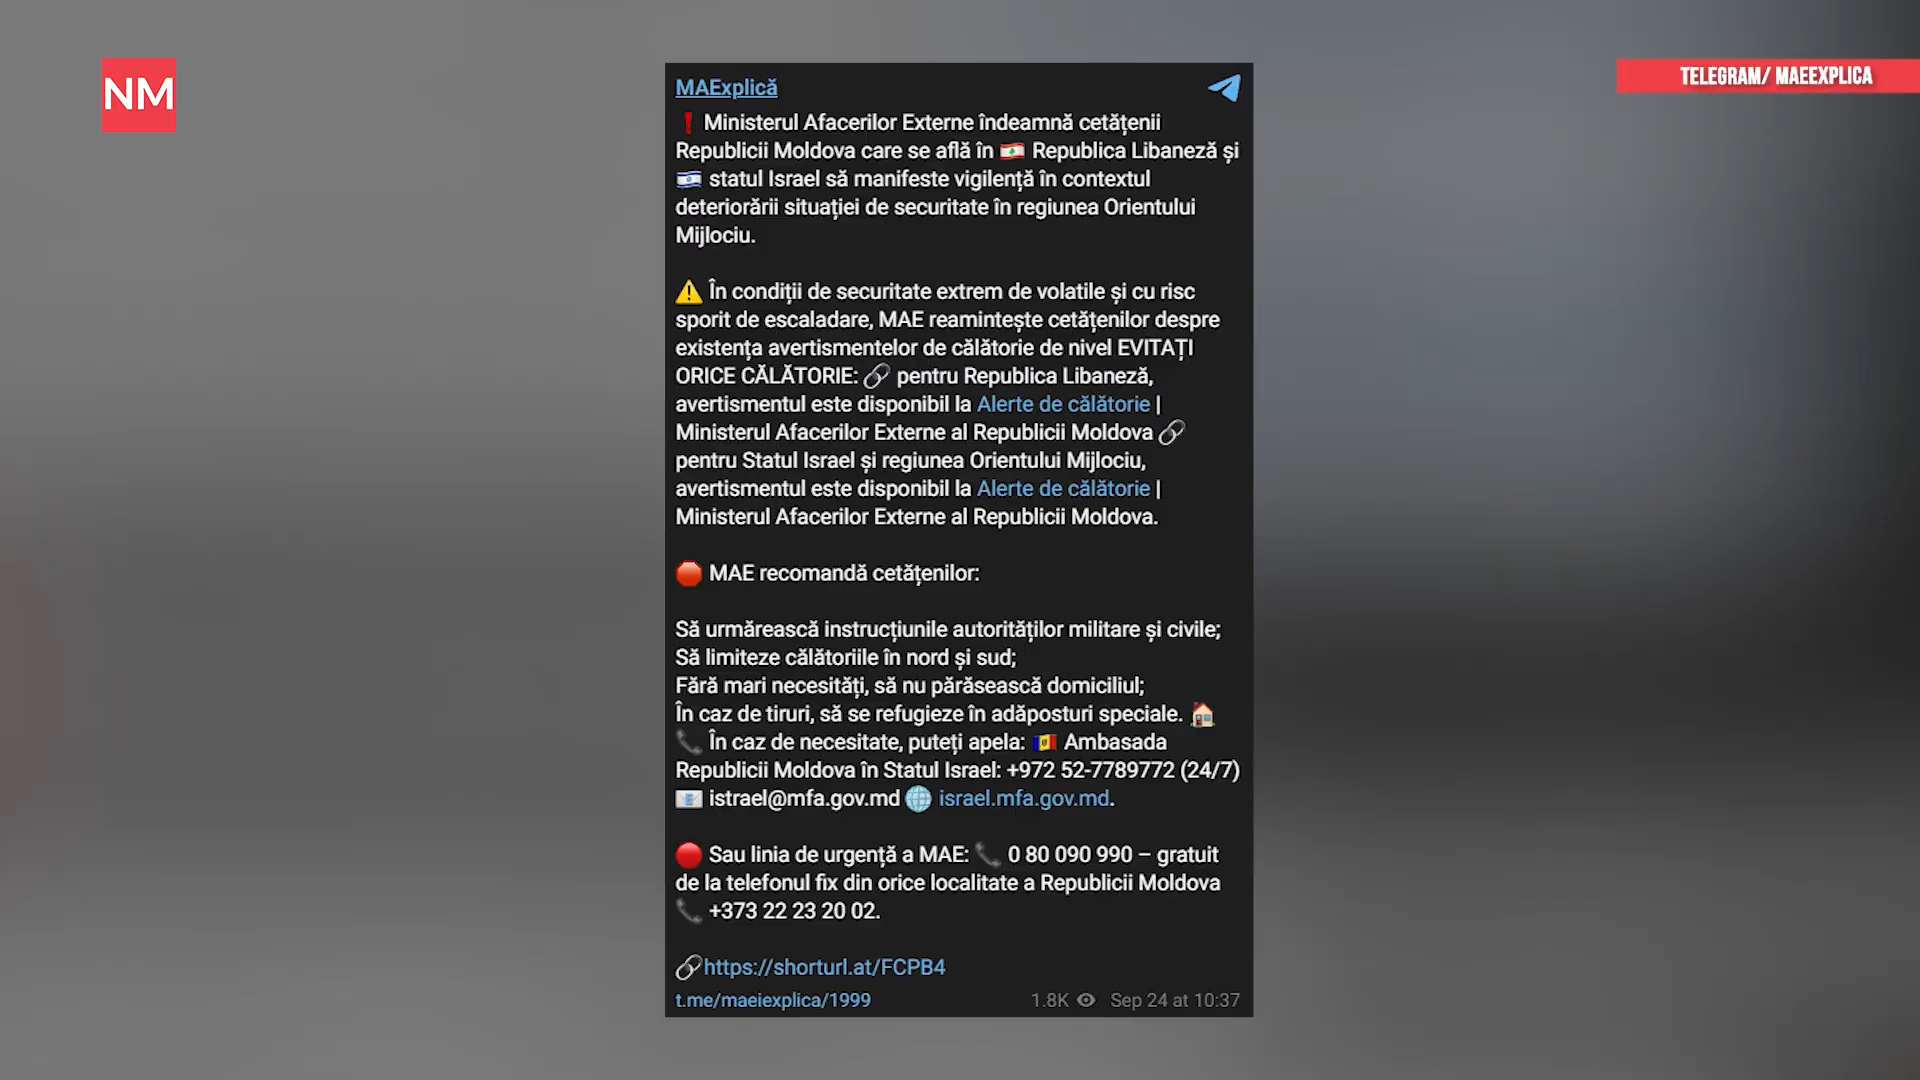 NM
TELEGRAM/ MAEEXPLICA
MAExplică
❗ Ministerul Afacerilor Externe îndeamnă cetățenii
Republicii Moldova care se află în 🇱🇧 Republica Libaneză și
🇮🇱 statul Israel să manifeste vigilență în contextul
deteriorării situației de securitate în regiunea Orientului
Mijlociu.
⚠️ În condiții de securitate extrem de volatile și cu risc
sporit de escaladare, MAE reamintește cetățenilor despre
existența avertismentelor de călătorie de nivel EVITAȚI
ORICE CĂLĂTORIE: 🔗 pentru Republica Libaneză,
avertismentul este disponibil la Alerte de călătorie |
Ministerul Afacerilor Externe al Republicii Moldova 🔗
pentru Statul Israel și regiunea Orientului Mijlociu,
avertismentul este disponibil la Alerte de călătorie |
Ministerul Afacerilor Externe al Republicii Moldova.
🛑 MAE recomandă cetățenilor:
Să urmărească instrucțiunile autorităților militare și civile;
Să limiteze călătoriile în nord și sud;
Fără mari necesități, să nu părăsească domiciliul;
În caz de tiruri, să se refugieze în adăposturi speciale. 🏠
📞 În caz de necesitate, puteți apela: 🇲🇩 Ambasada
Republicii Moldova în Statul Israel: +972 52-7789772 (24/7)
📧 istrael@mfa.gov.md 🌐 israel.mfa.gov.md.
🔴 Sau linia de urgență a MAE: 📞 0 80 090 990 – gratuit
de la telefonul fix din orice localitate a Republicii Moldova
📞 +373 22 23 20 02.
🔗https://shorturl.at/FCPB4
t.me/maeiexplica/1999 1.8K Sep 24 at 10:37